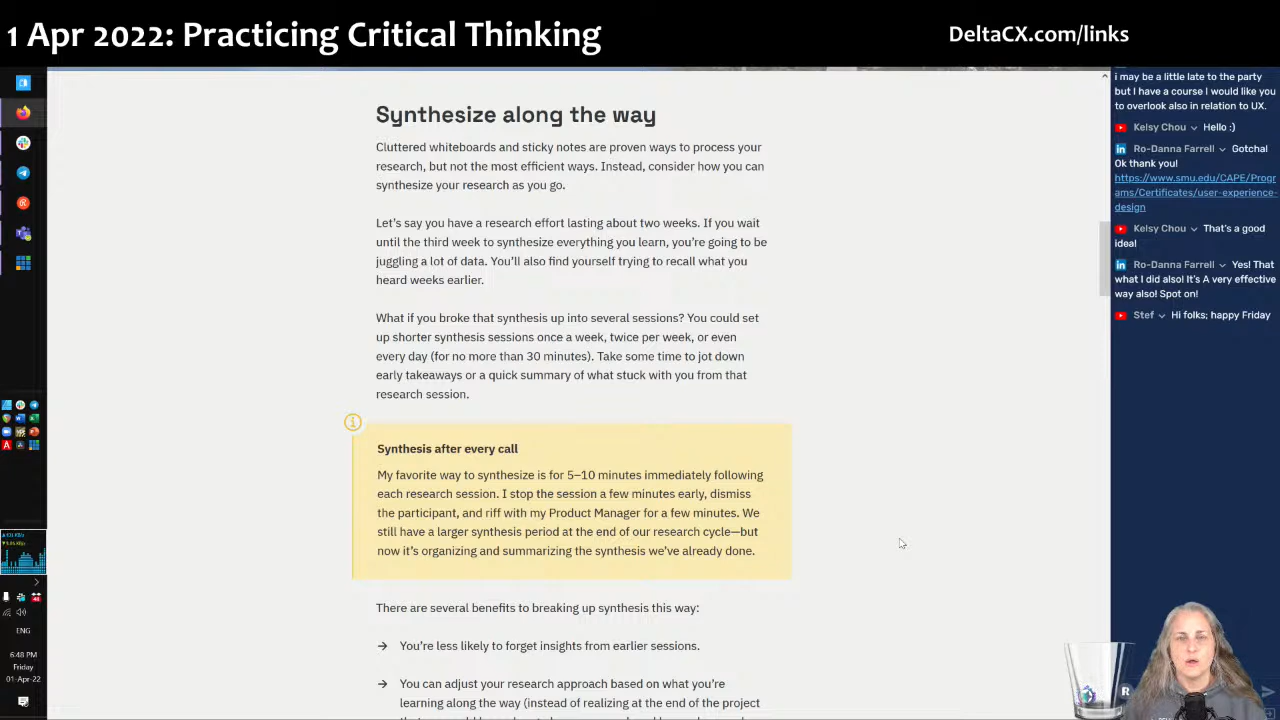 1 Apr 2022: Practicing Critical Thinking
DeltaCX.com/links
Synthesize along the way
Cluttered whiteboards and sticky notes are proven ways to process your
research, but not the most efficient ways. Instead, consider how you can
synthesize your research as you go.
Let's say you have a research effort lasting about two weeks. If you wait
until the third week to synthesize everything you learn, you're going to be
juggling a lot of data. You'll also find yourself trying to recall what you
heard weeks earlier.
What if you broke that synthesis up into several sessions? You could set
up shorter synthesis sessions once a week, twice per week, or even
every day (for no more than 30 minutes). Take some time to jot down
early takeaways or a quick summary of what stuck with you from that
research session.
Synthesis after every call
My favorite way to synthesize is for 5–10 minutes immediately following
each research session. I stop the session a few minutes early, dismiss
the participant, and riff with my Product Manager for a few minutes. We
still have a larger synthesis period at the end of our research cycle—but
now it's organizing and summarizing the synthesis we've already done.
There are several benefits to breaking up synthesis this way:
→ You're less likely to forget insights from earlier sessions.
→ You can adjust your research approach based on what you're
learning along the way (instead of realizing at the end of the project
i may be a little late to the party
but I have a course I would like you
to overlook also in relation to UX.
Kelsy Chou Hello :)
Ro-Danna Farrell Gotcha!
Ok thank you!
https://www.smu.edu/CAPE/Progr
ams/Certificates/user-experience-
design
Kelsy Chou That's a good
idea!
Ro-Danna Farrell Yes! That
what I did also! It's A very effective
way also! Spot on!
Stef Hi folks; happy Friday
ENG
6:48 PM
Friday
01-Apr-22
R